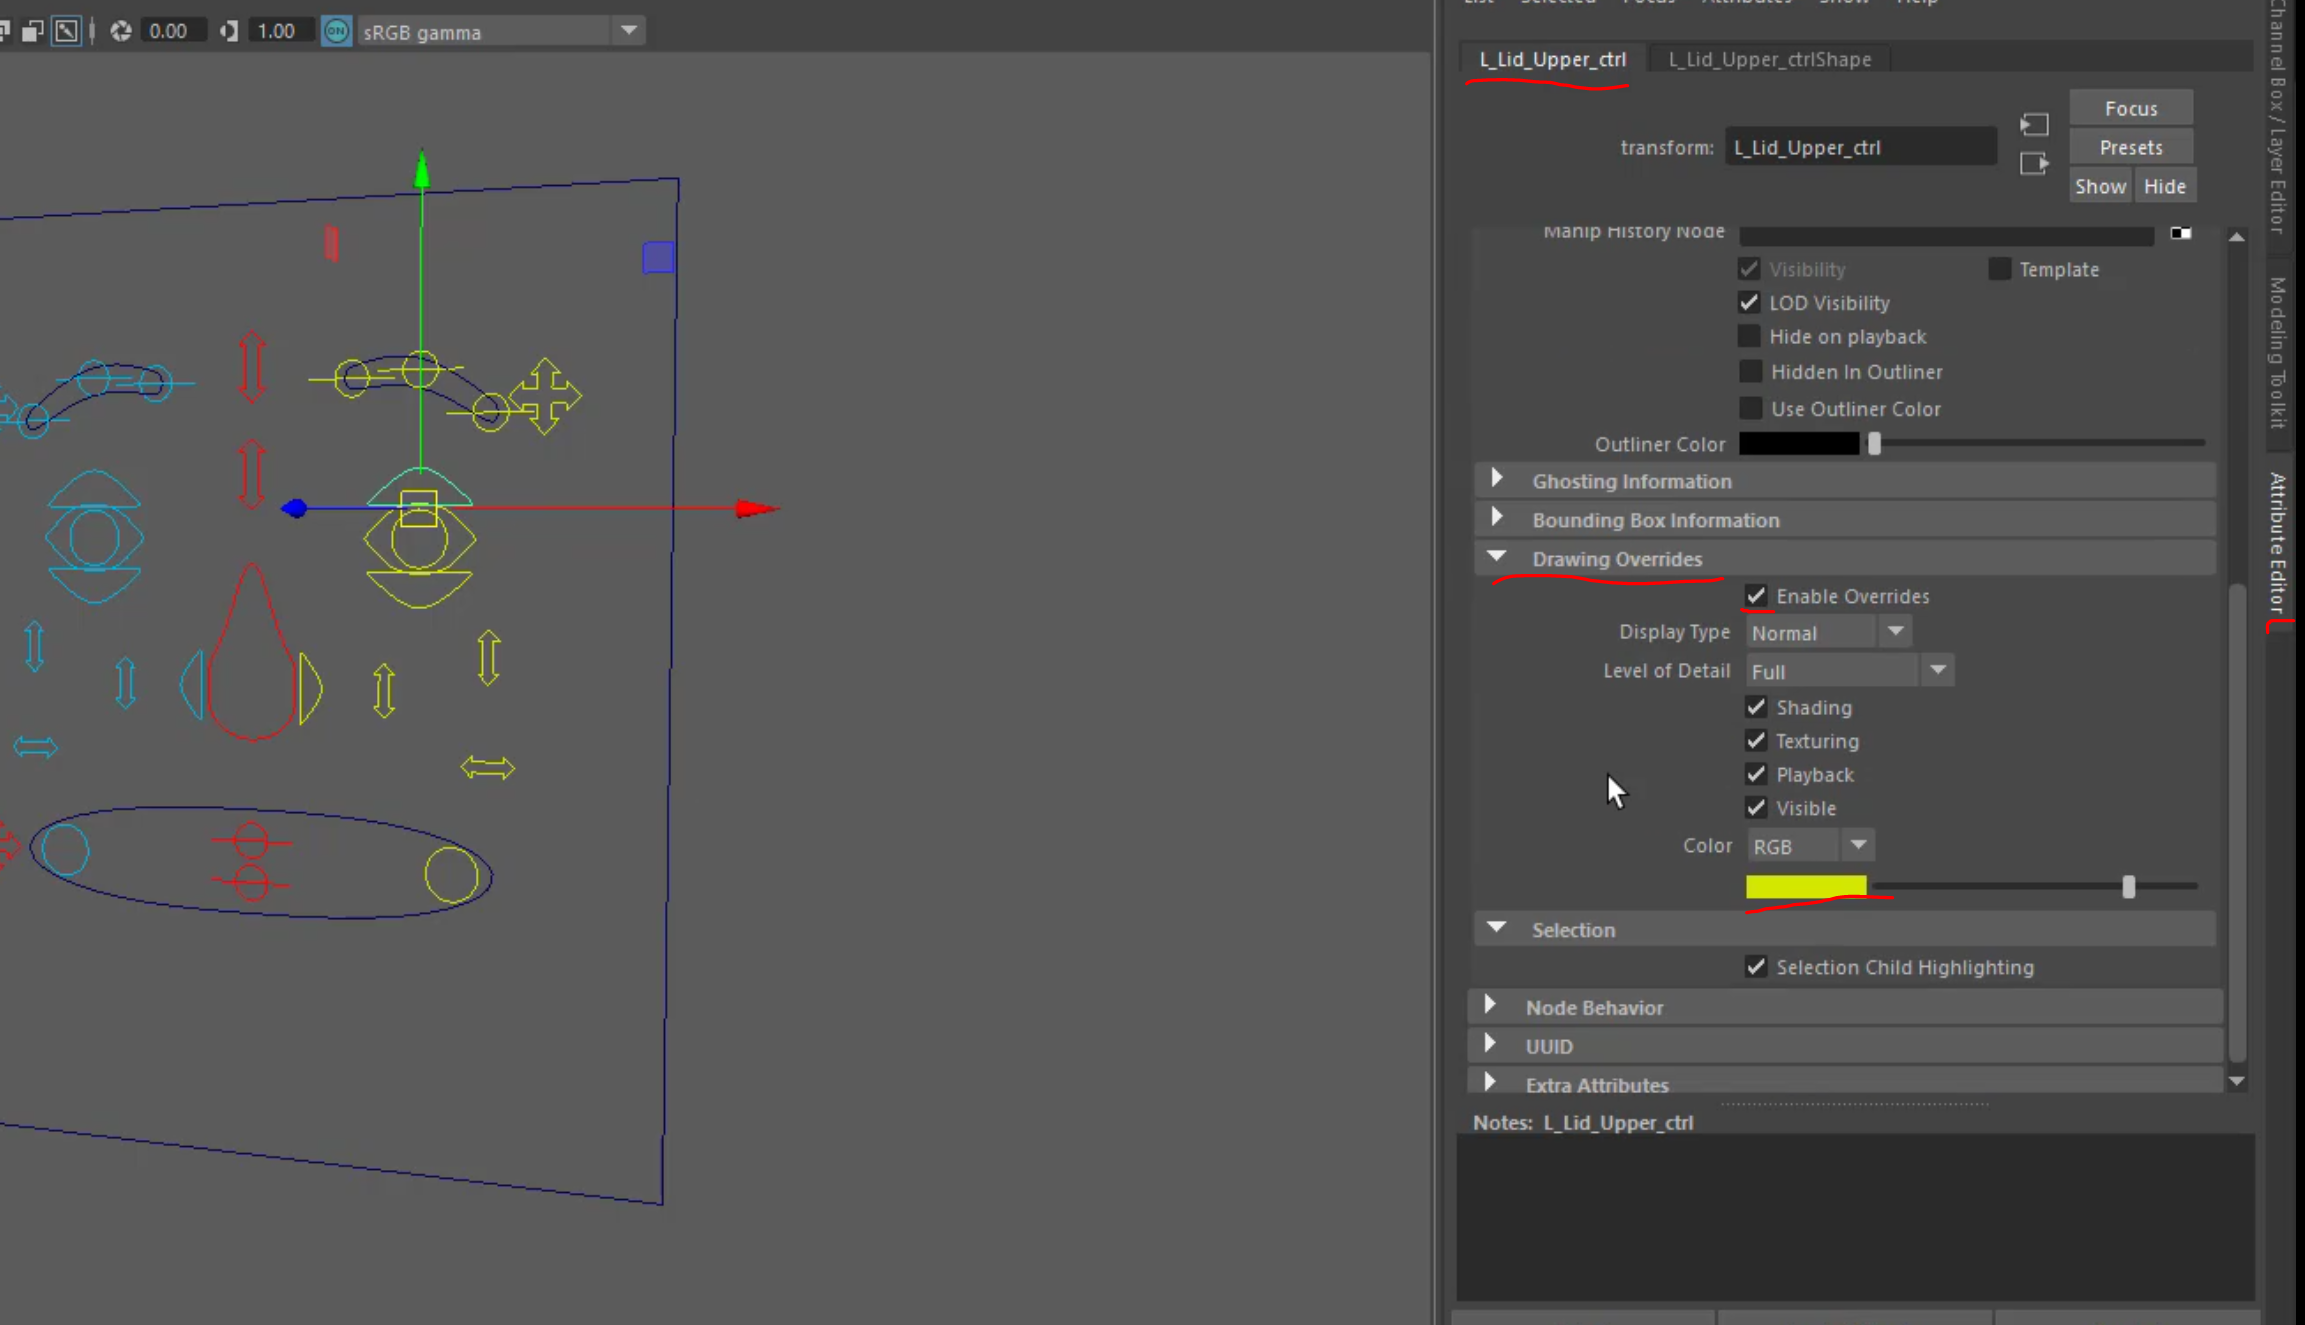 0.00 1.00 ON sRGB gamma
List Selected Focus Attributes Show Help
L_Lid_Upper_ctrl L_Lid_Upper_ctrlShape
transform: L_Lid_Upper_ctrl
Focus
Presets
Show Hide
Manip History Node
Visibility Template
LOD Visibility
Hide on playback
Hidden In Outliner
Use Outliner Color
Outliner Color
Ghosting Information
Bounding Box Information
Drawing Overrides
Enable Overrides
Display Type Normal
Level of Detail Full
Shading
Texturing
Playback
Visible
Color RGB
Selection
Selection Child Highlighting
Node Behavior
UUID
Extra Attributes
Notes: L_Lid_Upper_ctrl
Channel Box / Layer Editor
Modeling Toolkit
Attribute Editor